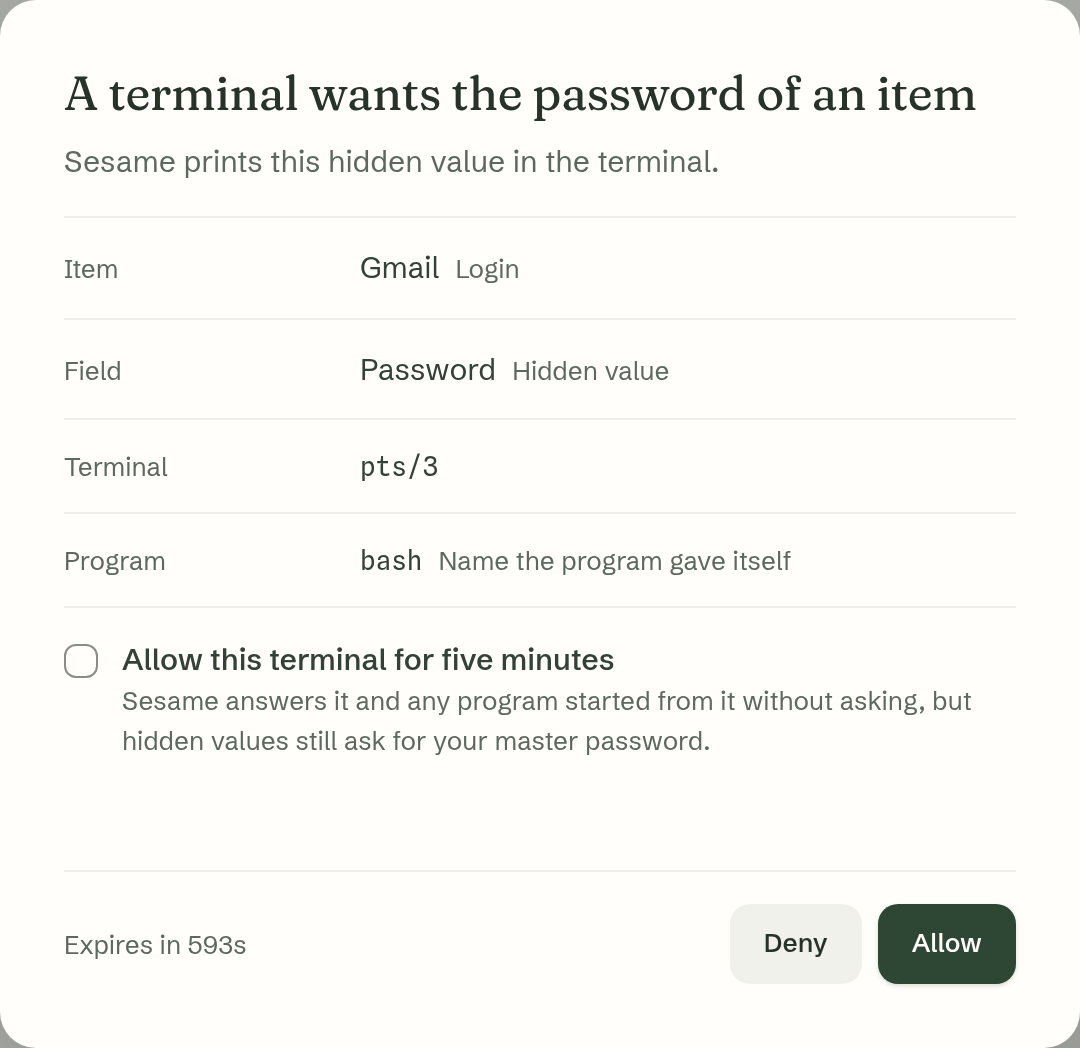 A terminal wants the password of an item
Sesame prints this hidden value in the terminal.
Item Gmail Login
Field Password Hidden value
Terminal pts/3
Program bash Name the program gave itself
Allow this terminal for five minutes
Sesame answers it and any program started from it without asking, but
hidden values still ask for your master password.
Expires in 593s Deny Allow